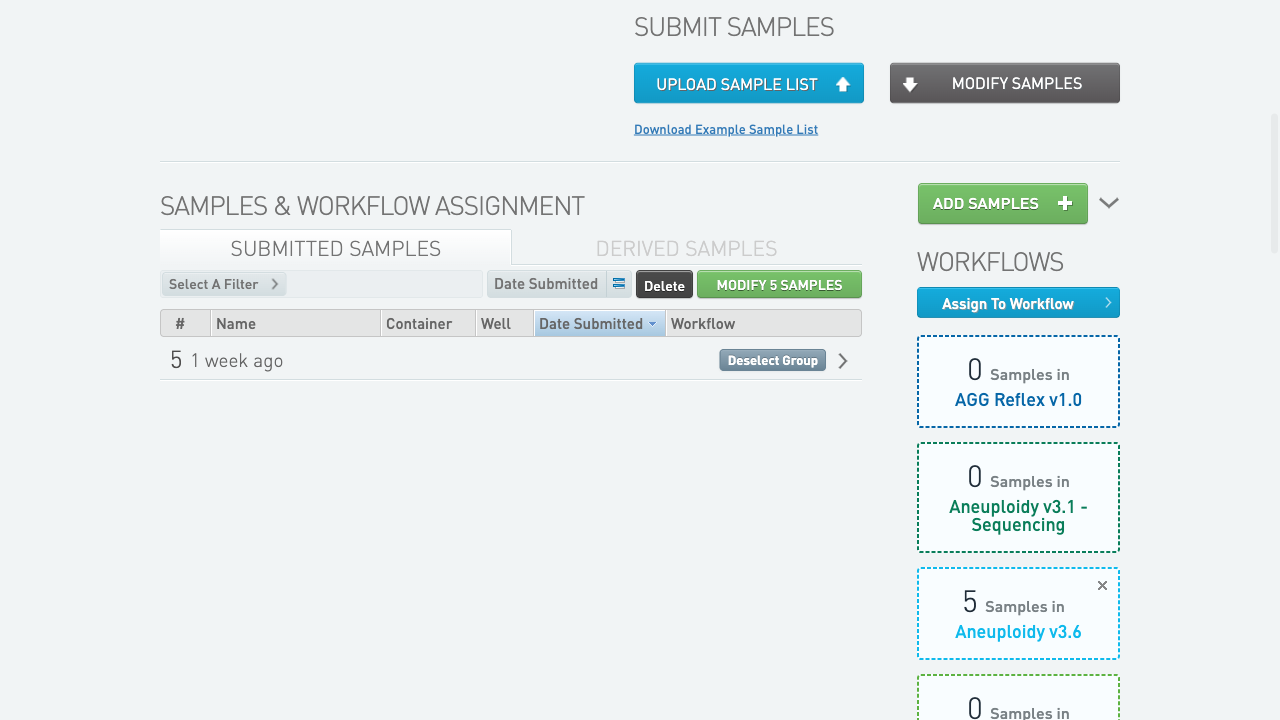 SUBMIT SAMPLES
UPLOAD SAMPLE LIST
MODIFY SAMPLES
Download Example Sample List
SAMPLES & WORKFLOW ASSIGNMENT
ADD SAMPLES
SUBMITTED SAMPLES
DERIVED SAMPLES
Select A Filter
Date Submitted
Delete
MODIFY 5 SAMPLES
# Name Container Well Date Submitted Workflow
5 1 week ago
Deselect Group
WORKFLOWS
Assign To Workflow
0 Samples in
AGG Reflex v1.0
0 Samples in
Aneuploidy v3.1 -
Sequencing
5 Samples in
Aneuploidy v3.6
0 Samples in